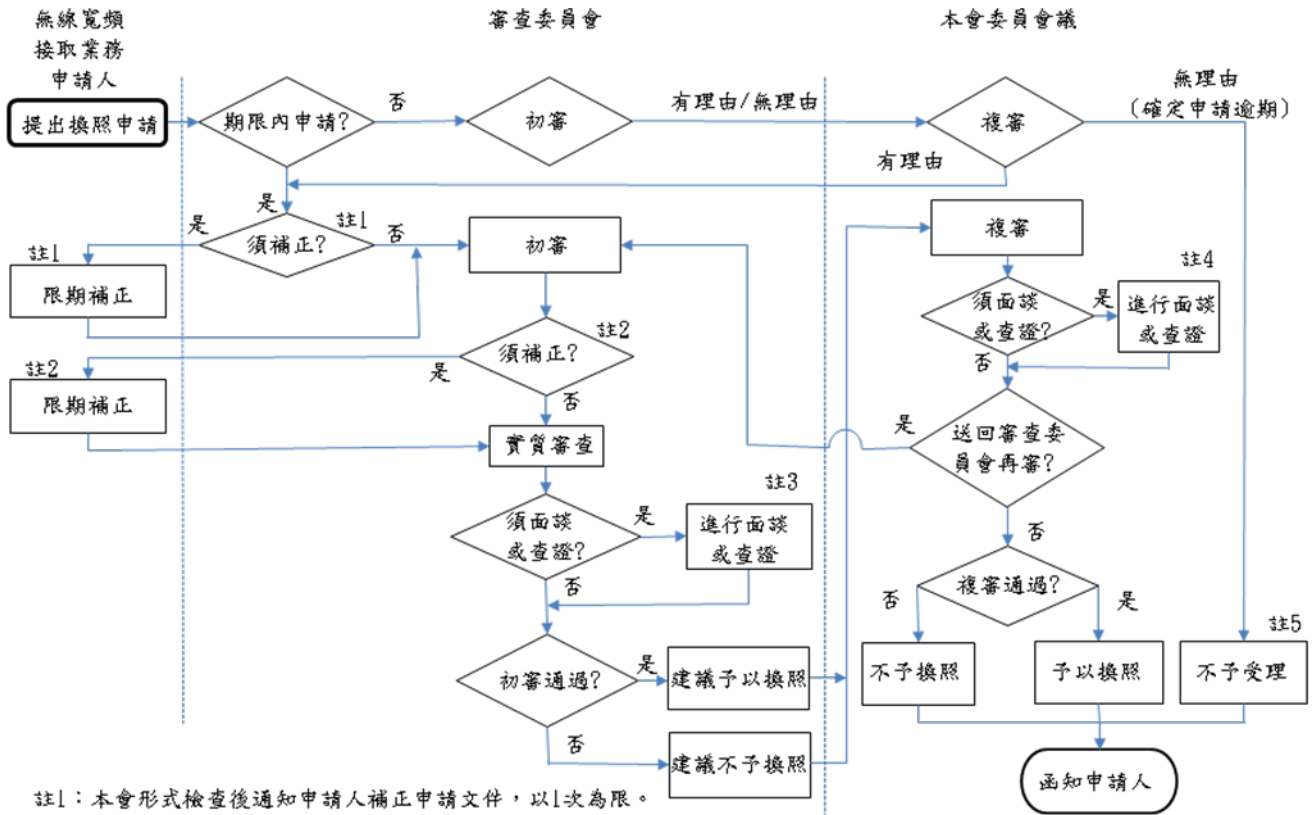 無線寬頻
接取業務
申請人
審查委員會
本會委員會議
提出換照申請
期限內申請?
否
初審
有理由/無理由
複審
無理由
(確定申請逾期)
有理由
是
是
須補正?
註1
否
初審
複審
註1
限期補正
註4
須面談
或查證?
是
進行面談
或查證
須補正?
註2
否
是
註2
限期補正
否
實質審查
是
送回審查委
員會再審?
註3
須面談
或查證?
是
進行面談
或查證
否
否
複審通過?
否
是
註5
初審通過?
是
建議予以換照
不予換照
予以換照
不予受理
否
建議不予換照
函知申請人
註1：本會形式檢查後通知申請人補正申請文件，以1次為限。